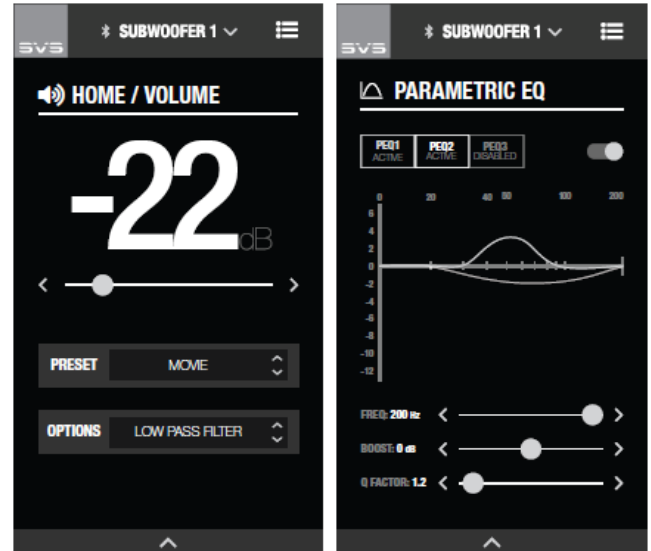 SVS
SUBWOOFER 1
HOME / VOLUME
-22
dB
PRESET MOVIE
OPTIONS LOW PASS FILTER
SVS
SUBWOOFER 1
PARAMETRIC EQ
PEQ1 PEQ2 PEQ3
ACTIVE ACTIVE DISABLED
0 20 40 50 100 200
6
4
2
0
-2
-4
-6
-8
-10
-12
FREQ: 200 Hz
BOOST: 0 dB
Q FACTOR: 1.2